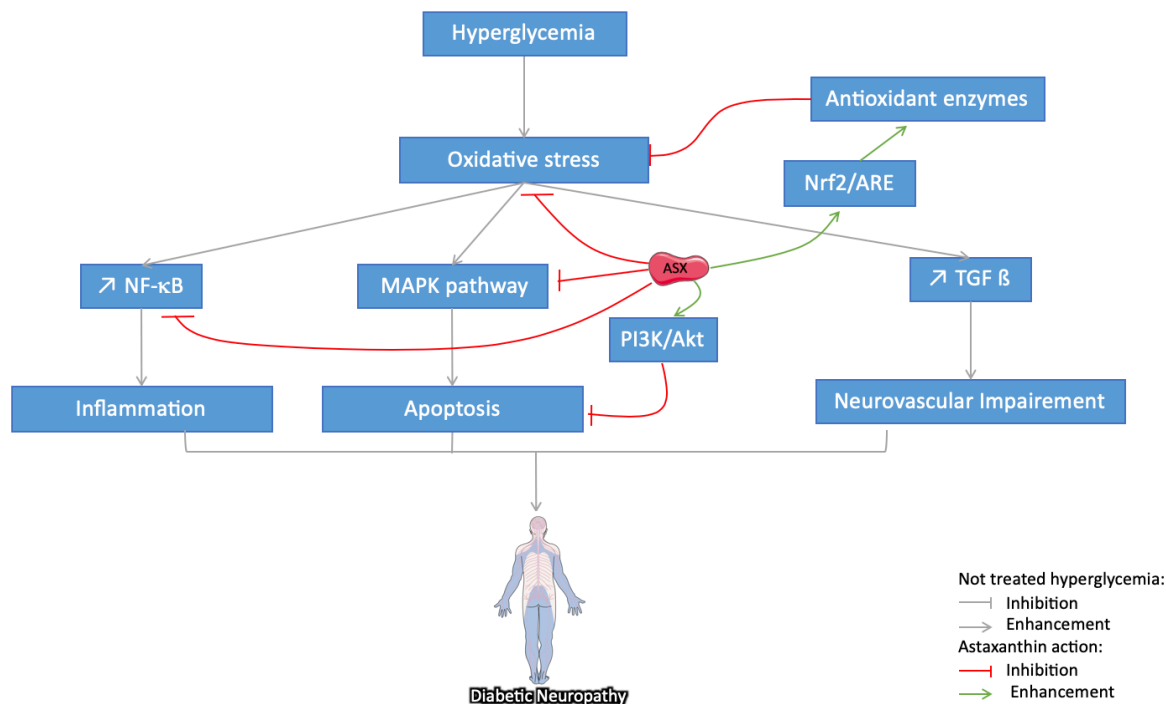 Hyperglycemia
Antioxidant enzymes
Oxidative stress
Nrf2/ARE
ASX
↗ NF-κB
MAPK pathway
↗ TGF ß
PI3K/Akt
Inflammation
Apoptosis
Neurovascular Impairement
Diabetic Neuropathy
Not treated hyperglycemia:
Inhibition
Enhancement
Astaxanthin action:
Inhibition
Enhancement